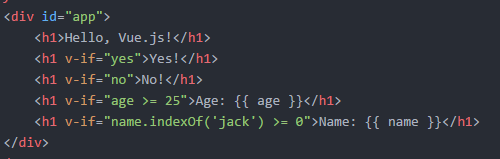 <div id="app">
    <h1>Hello, Vue.js!</h1>
    <h1 v-if="yes">Yes!</h1>
    <h1 v-if="no">No!</h1>
    <h1 v-if="age >= 25">Age: {{ age }}</h1>
    <h1 v-if="name.indexOf('jack') >= 0">Name: {{ name }}</h1>
</div>